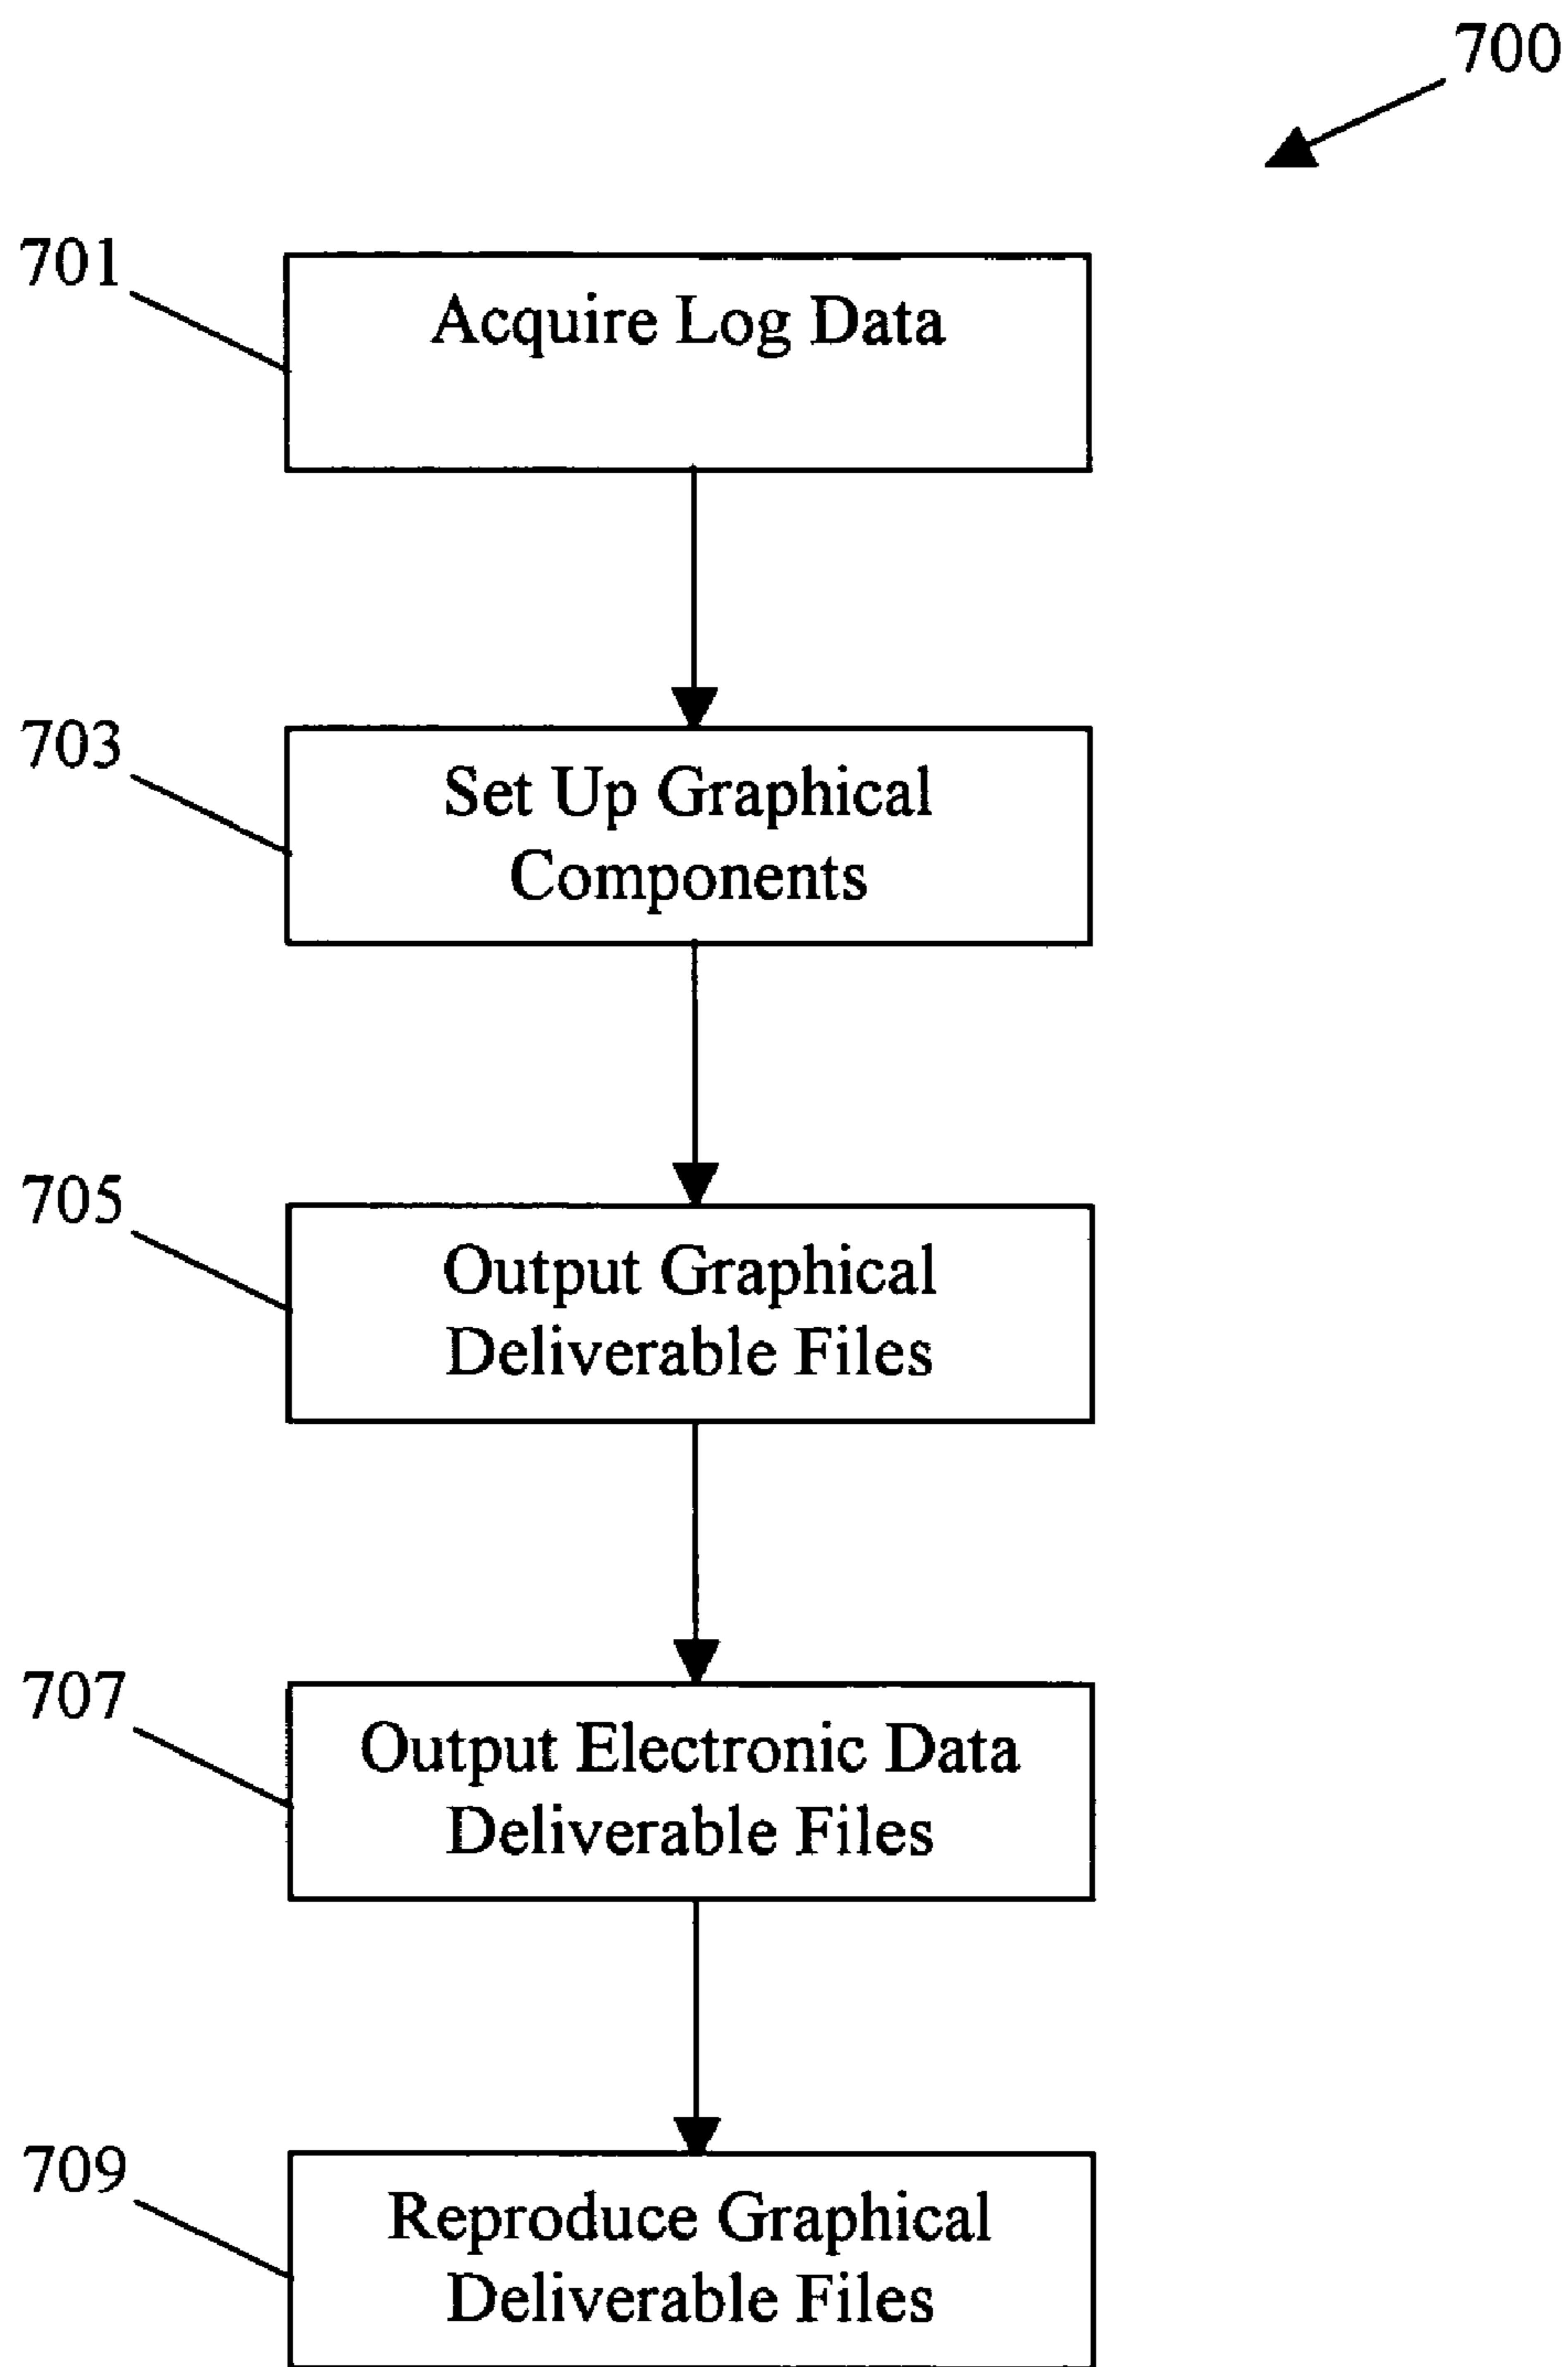 700
701
Acquire Log Data
703
Set Up Graphical
Components
705
Output Graphical
Deliverable Files
707
Output Electronic Data
Deliverable Files
709
Reproduce Graphical
Deliverable Files